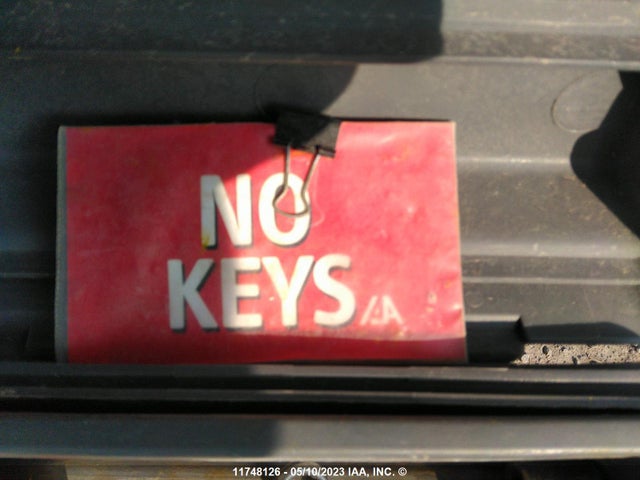 NO
KEYS
IAA
11748126 - 05/10/2023 IAA, INC. ©